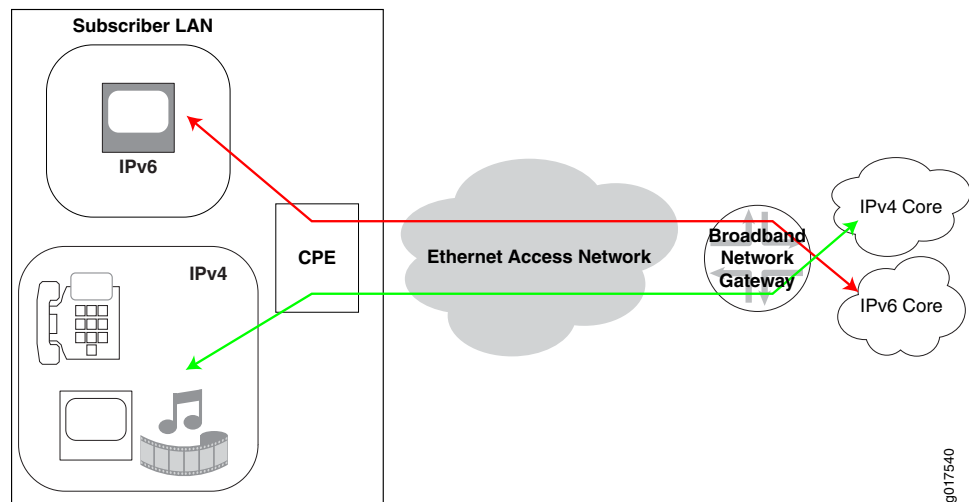 Subscriber LAN
IPv6
IPv4
CPE
Ethernet Access Network
Broadband
Network
Gateway
IPv4 Core
IPv6 Core
g017540